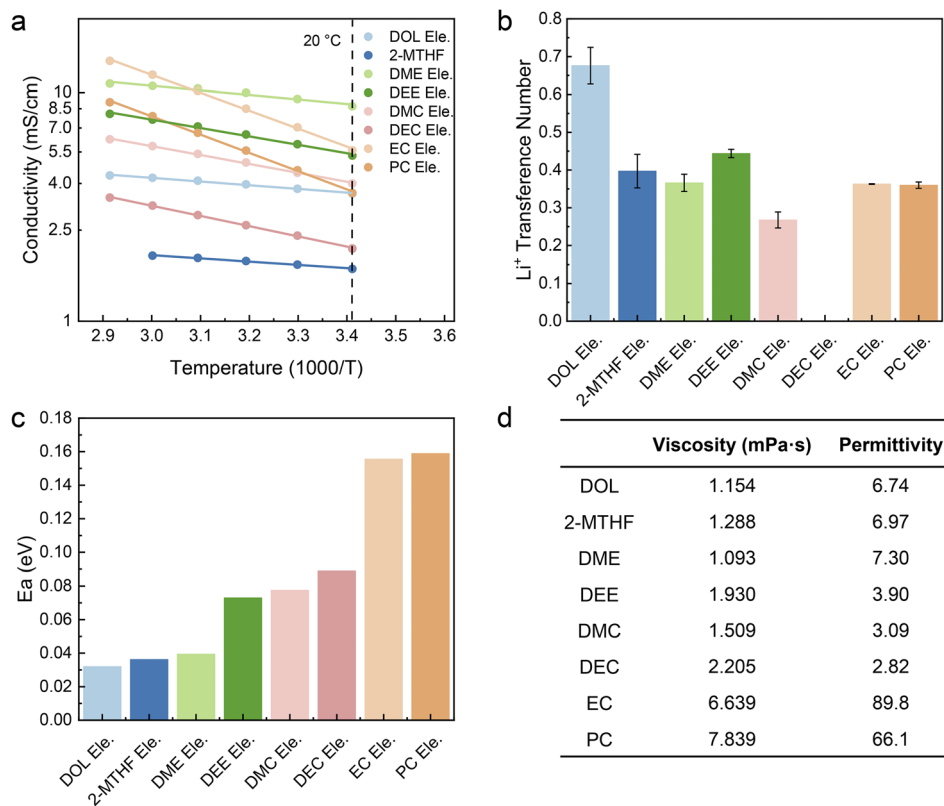 a
20 °C
DOL Ele.
2-MTHF
DME Ele.
DEE Ele.
DMC Ele.
DEC Ele.
EC Ele.
PC Ele.
Conductivity (mS/cm)
10
8.5
7.0
5.5
4.0
2.5
1
2.9 3.0 3.1 3.2 3.3 3.4 3.5 3.6
Temperature (1000/T)
b
Li⁺ Transference Number
0.8
0.7
0.6
0.5
0.4
0.3
0.2
0.1
0.0
DOL Ele.
2-MTHF Ele.
DME Ele.
DEE Ele.
DMC Ele.
DEC Ele.
EC Ele.
PC Ele.
c
Ea (eV)
0.18
0.16
0.14
0.12
0.10
0.08
0.06
0.04
0.02
0.00
DOL Ele.
2-MTHF Ele.
DME Ele.
DEE Ele.
DMC Ele.
DEC Ele.
EC Ele.
PC Ele.
d
Viscosity (mPa·s) Permittivity
DOL 1.154 6.74
2-MTHF 1.288 6.97
DME 1.093 7.30
DEE 1.930 3.90
DMC 1.509 3.09
DEC 2.205 2.82
EC 6.639 89.8
PC 7.839 66.1